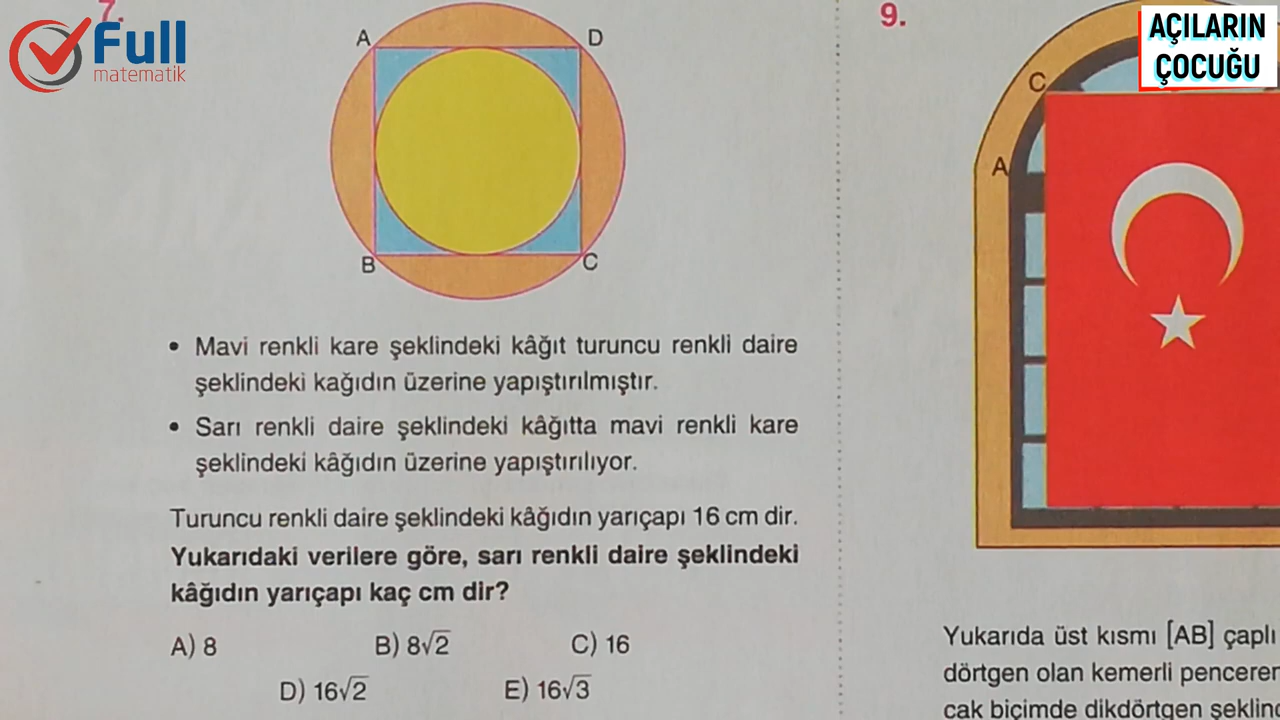 7.
Full
matematik
A
D
B
C
• Mavi renkli kare şeklindeki kâğıt turuncu renkli daire
şeklindeki kağıdın üzerine yapıştırılmıştır.
• Sarı renkli daire şeklindeki kâğıtta mavi renkli kare
şeklindeki kâğıdın üzerine yapıştırılıyor.
Turuncu renkli daire şeklindeki kâğıdın yarıçapı 16 cm dir.
Yukarıdaki verilere göre, sarı renkli daire şeklindeki
kâğıdın yarıçapı kaç cm dir?
A) 8 B) 8√2 C) 16
D) 16√2 E) 16√3
9.
AÇILARIN
ÇOCUĞU
C
A
Yukarıda üst kısmı [AB] çaplı
dörtgen olan kemerli
cak biçimde dikdörtgen